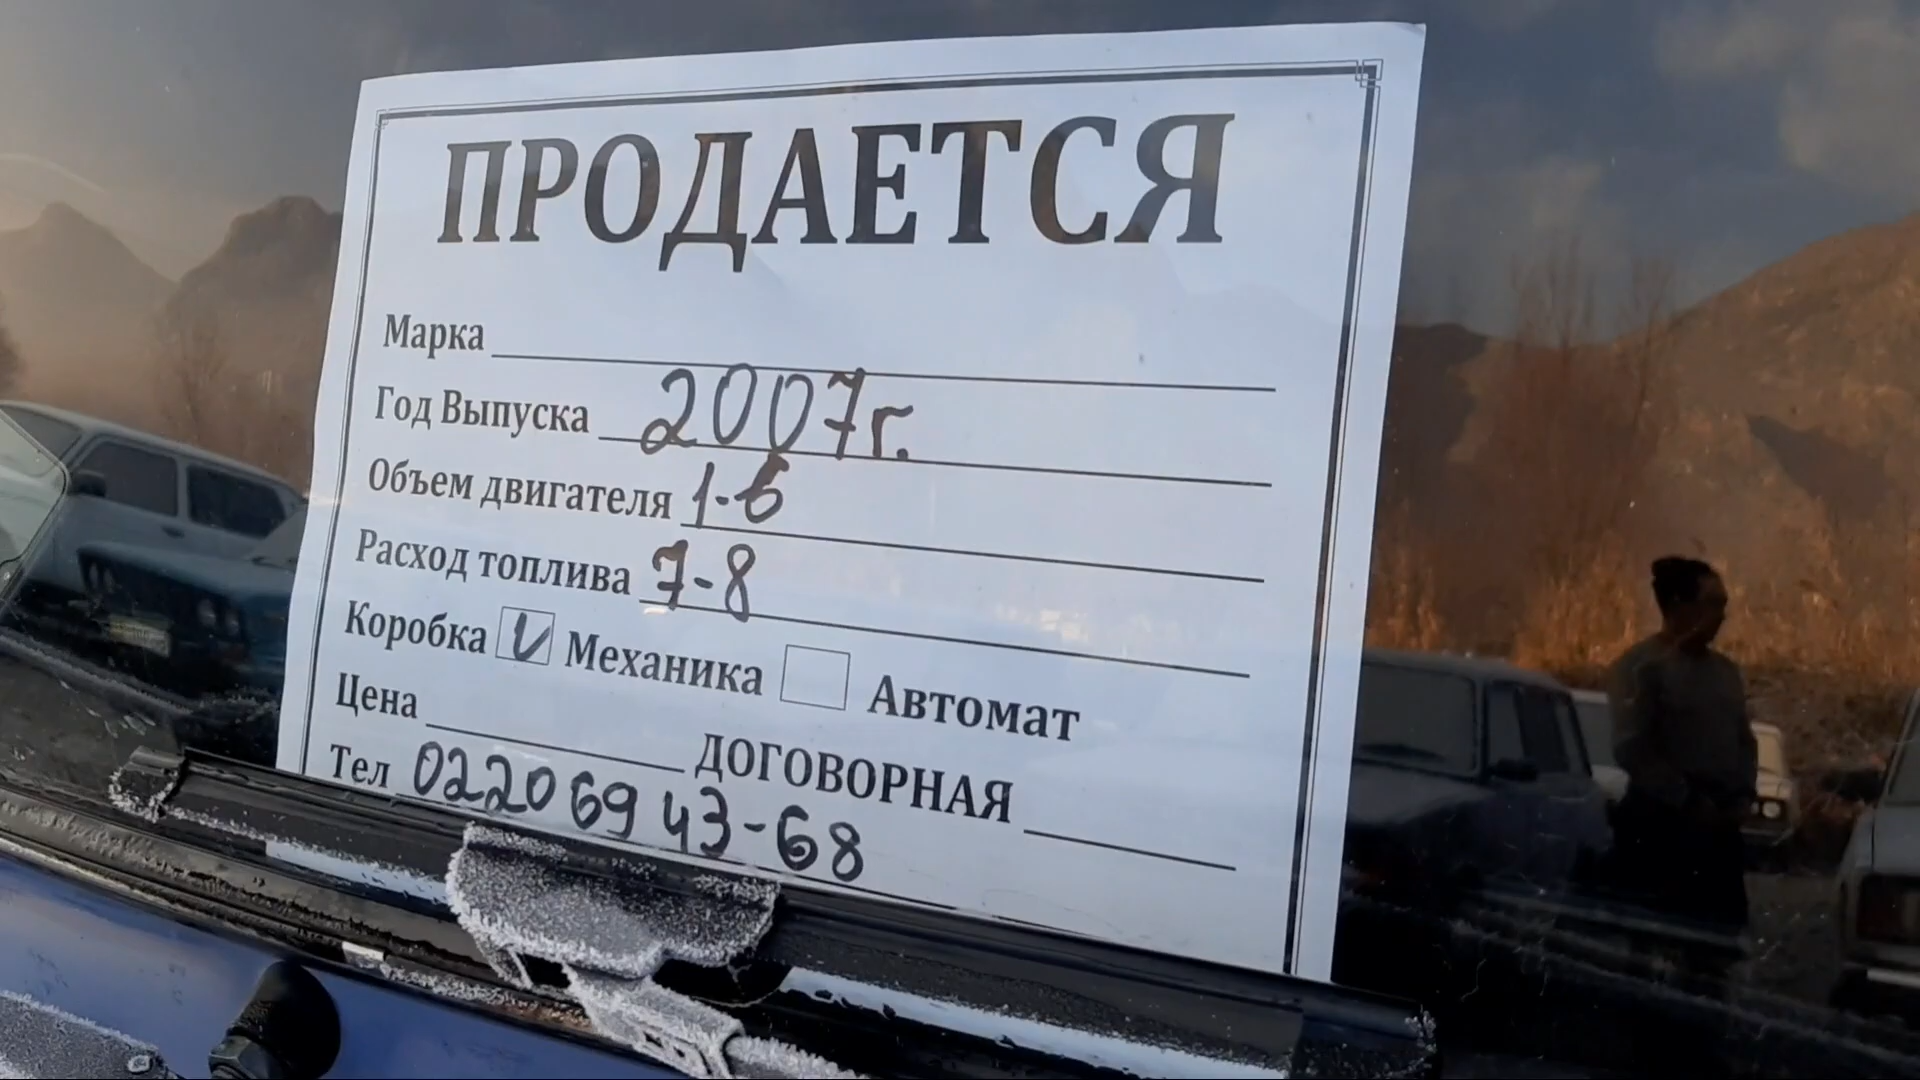 ПРОДАЕТСЯ
Марка
Год Выпуска 2007г.
Объем двигателя 1-6
Расход топлива 7-8
Коробка V Механика Автомат
Цена ДОГОВОРНАЯ
Тел 0220 69 43-68